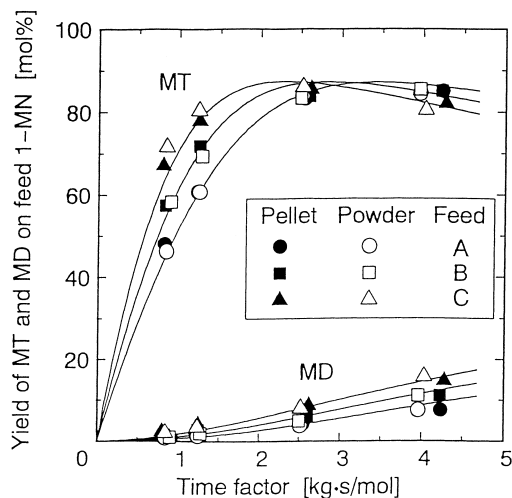 Yield of MT and MD on feed 1-MN [mol%]
100
80
60
40
20
0
MT
Pellet Powder Feed
A
B
C
MD
0 1 2 3 4 5
Time factor [kg·s/mol]